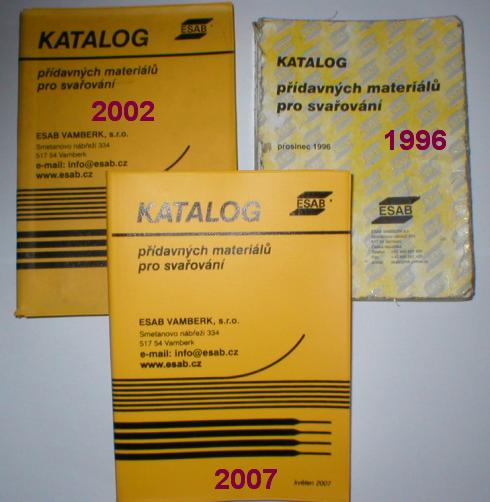 KATALOG
ESAB
přídavných materiálů
pro svařování
2002
ESAB VAMBERK, s.r.o.
Smetanovo nábřeží 334
517 54 Vamberk
e-mail: info@esab.cz
www.esab.cz
KATALOG
přídavných materiálů
pro svařování
prosinec 1996
1996
ESAB
KATALOG
ESAB
přídavných materiálů
pro svařování
ESAB VAMBERK, s.r.o.
Smetanovo nábřeží 334
517 54 Vamberk
e-mail: info@esab.cz
www.esab.cz
2007
květen 2007